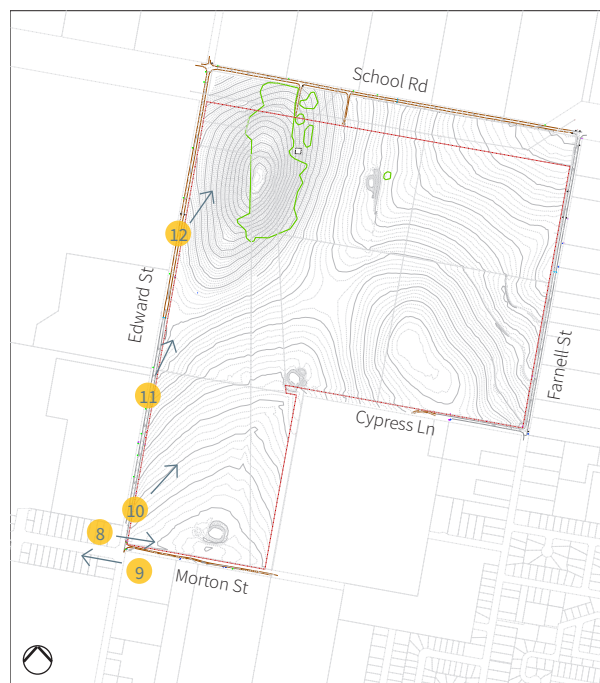 School Rd
12
Edward St
Farnell St
11
Cypress Ln
10
8
9
Morton St